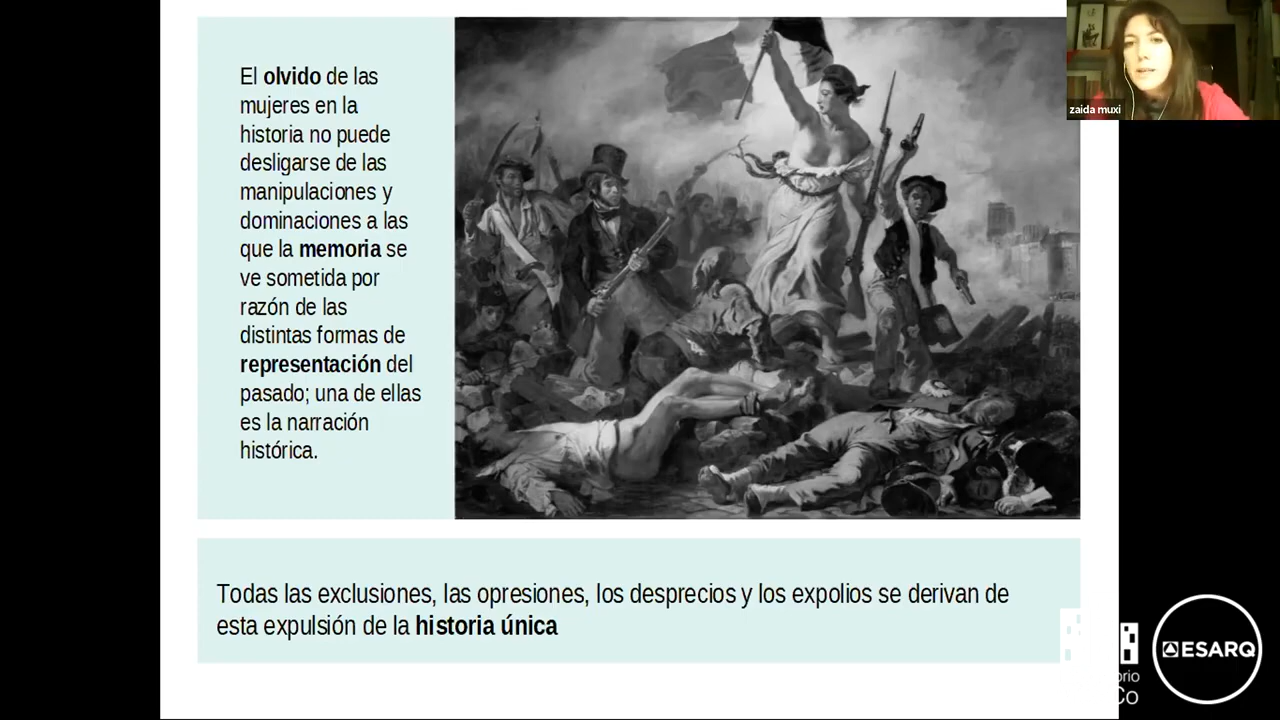 El olvido de las
mujeres en la
historia no puede
desligarse de las
manipulaciones y
dominaciones a las
que la memoria se
ve sometida por
razón de las
distintas formas de
representación del
pasado; una de ellas
es la narración
histórica.
zaida muxi
Todas las exclusiones, las opresiones, los desprecios y los expolios se derivan de
esta expulsión de la historia única
ESARQ